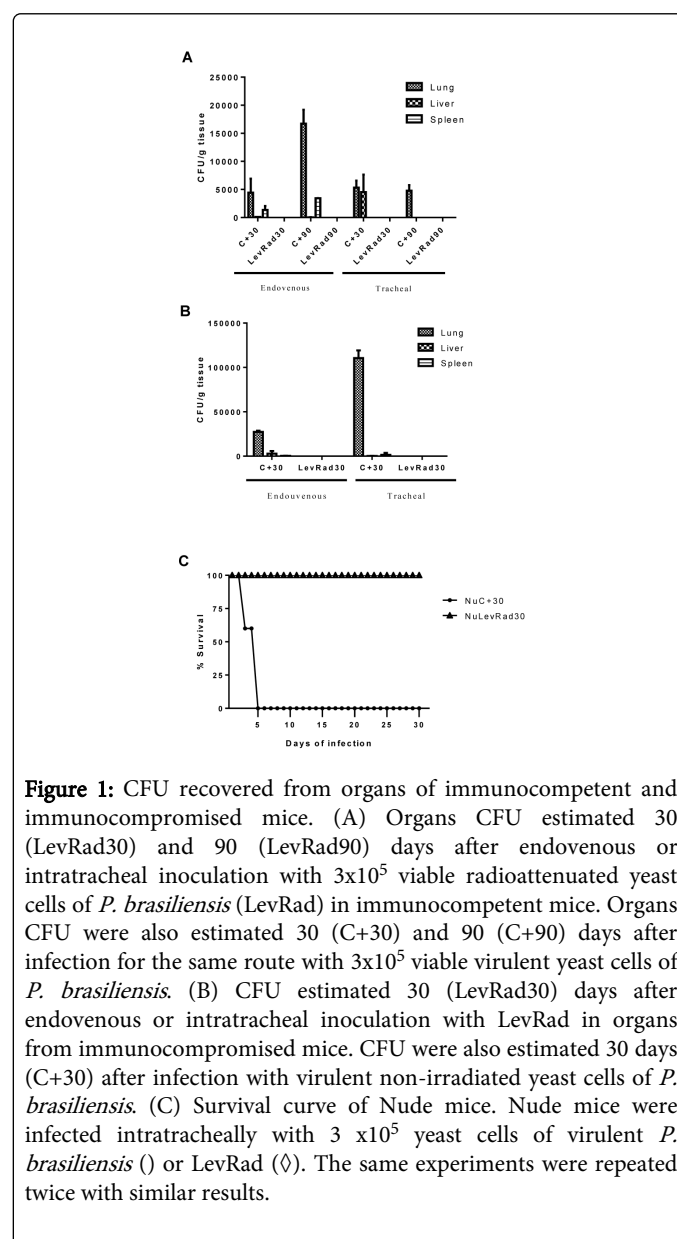 A
25000
20000
15000
10000
5000
0
CFU/g tissue
Lung
Liver
Spleen
C+30
LevRad30
C+90
LevRad90
C+30
LevRad30
C+90
LevRad90
Endovenous
Tracheal
B
150000
100000
50000
0
CFU/g tissue
Lung
Liver
Spleen
C+30
LevRad30
C+30
LevRad30
Endouvenous
Tracheal
C
100
75
50
25
0
% Survival
NuC+30
NuLevRad30
5 10 15 20 25 30
Days of infection
Figure 1: CFU recovered from organs of immunocompetent and
immunocompromised mice. (A) Organs CFU estimated 30
(LevRad30) and 90 (LevRad90) days after endovenous or
intratracheal inoculation with 3x10⁵ viable radioattenuated yeast
cells of P. brasiliensis (LevRad) in immunocompetent mice. Organs
CFU were also estimated 30 (C+30) and 90 (C+90) days after
infection for the same route with 3x10⁵ viable virulent yeast cells of
P. brasiliensis. (B) CFU estimated 30 (LevRad30) days after
endovenous or intratracheal inoculation with LevRad in organs
from immunocompromised mice. CFU were also estimated 30 days
(C+30) after infection with virulent non-irradiated yeast cells of P.
brasiliensis. (C) Survival curve of Nude mice. Nude mice were
infected intratracheally with 3 x10⁵ yeast cells of virulent P.
brasiliensis () or LevRad (◊). The same experiments were repeated
twice with similar results.